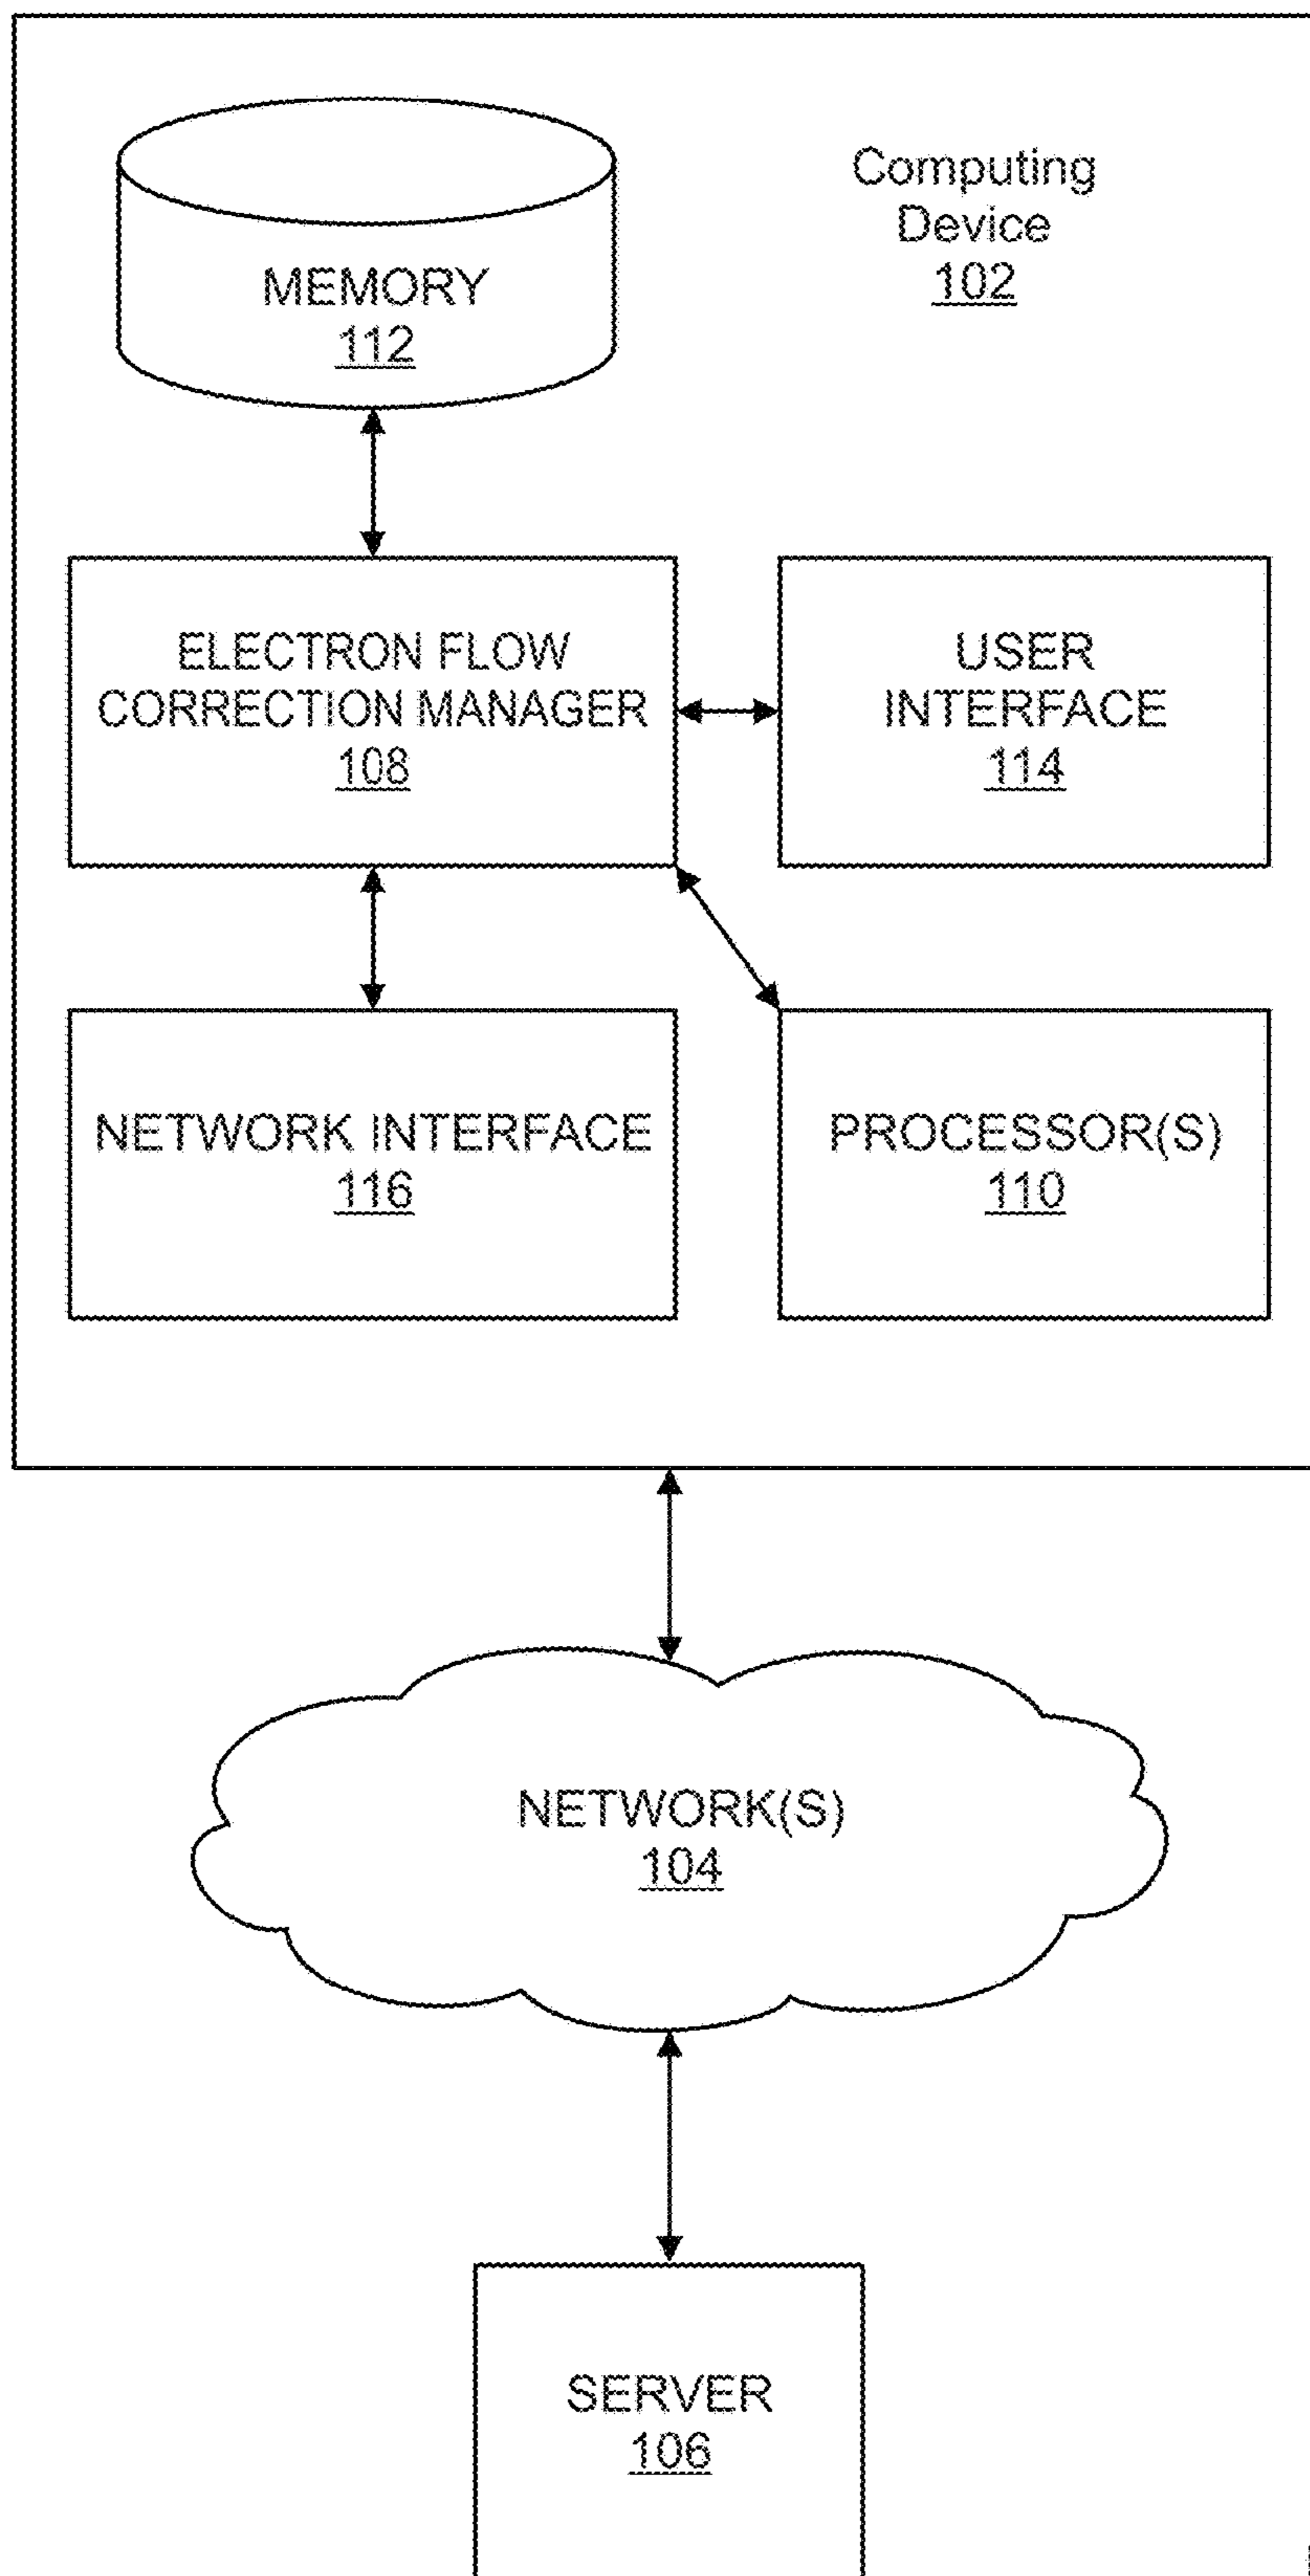 Computing
Device
102
MEMORY
112
ELECTRON FLOW
CORRECTION MANAGER
108
USER
INTERFACE
114
NETWORK INTERFACE
116
PROCESSOR(S)
110
NETWORK(S)
104
SERVER
106